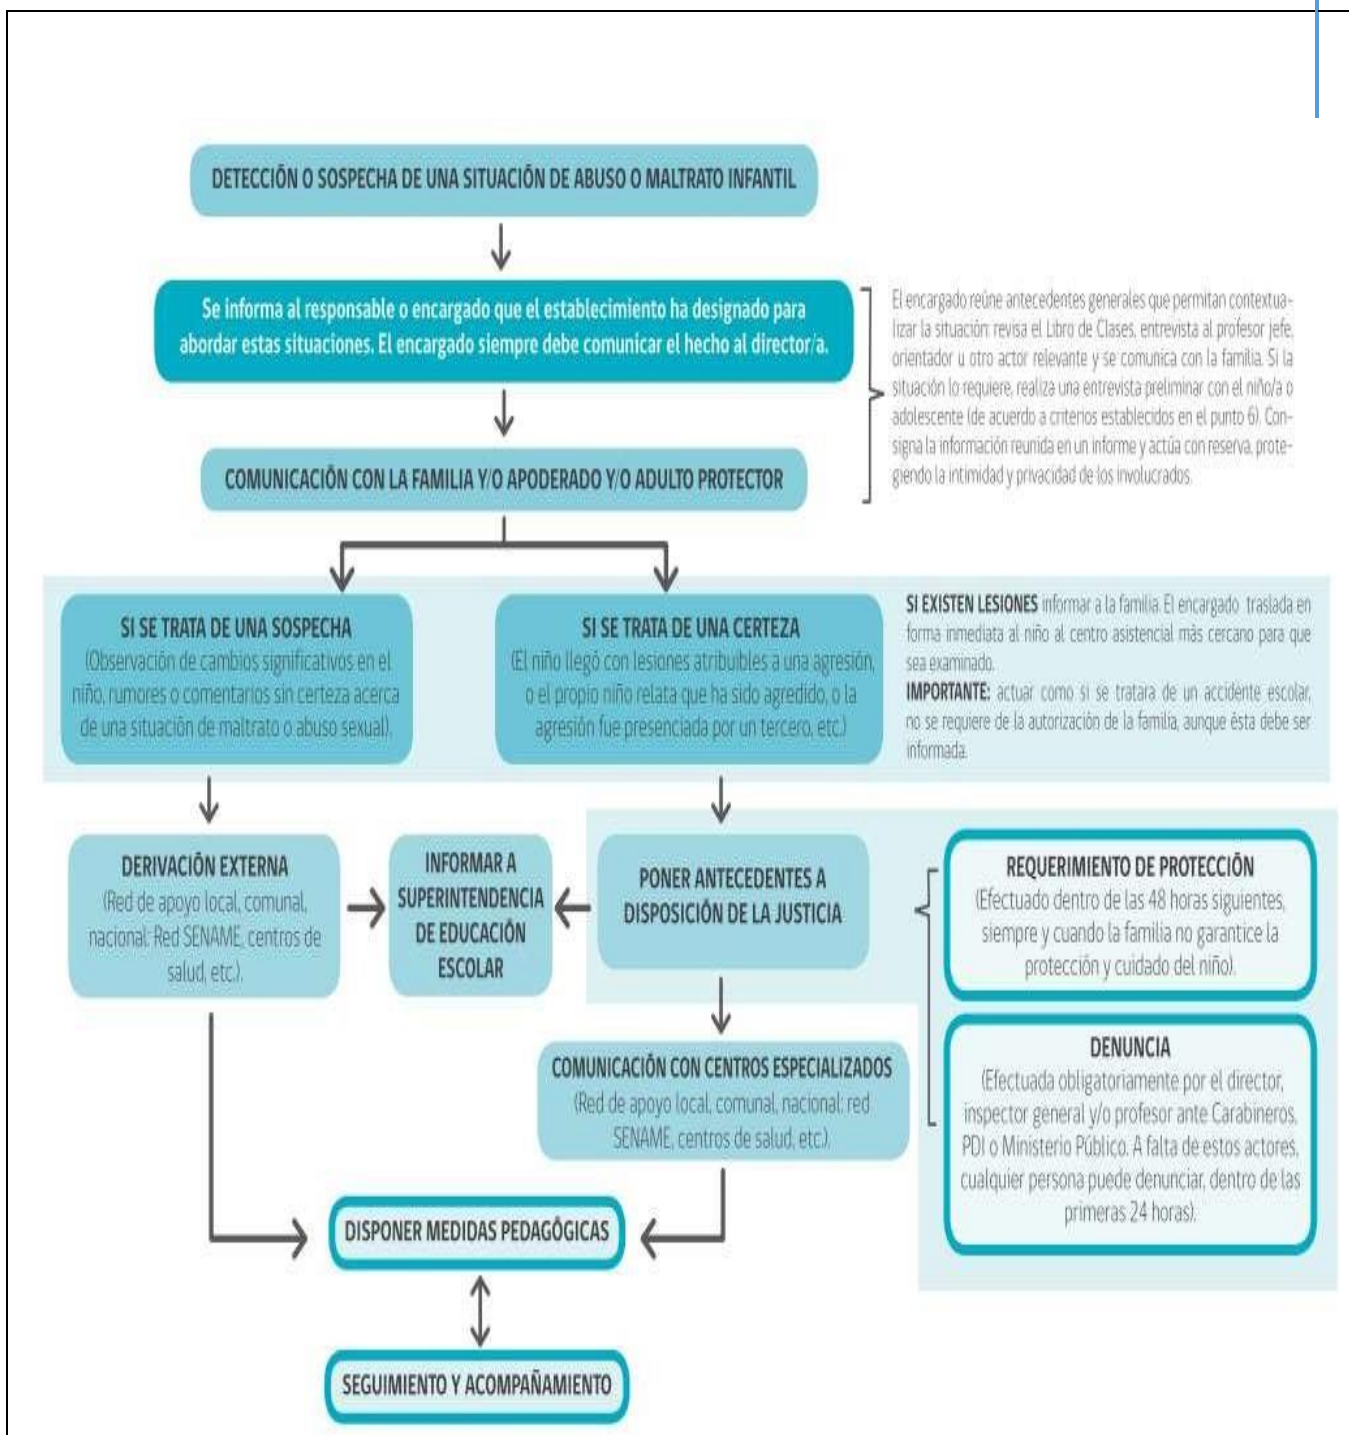 DETECCIÓN O SOSPECHA DE UNA SITUACIÓN DE ABUSO O MALTRATO INFANTIL
Se informa al responsable o encargado que el establecimiento ha designado para
abordar estas situaciones. El encargado siempre debe comunicar el hecho al director/a.
El encargado reúne antecedentes generales que permitan contextua-
lizar la situación: revisa el Libro de Clases, entrevista al profesor jefe,
orientador u otro actor relevante y se comunica con la familia. Si la
situación lo requiere, realiza una entrevista preliminar con el niño/a o
adolescente (de acuerdo a criterios establecidos en el punto 6). Con-
signa la información reunida en un informe y actúa con reserva, prote-
giendo la intimidad y privacidad de los involucrados.
COMUNICACIÓN CON LA FAMILIA Y/O APODERADO Y/O ADULTO PROTECTOR
SI SE TRATA DE UNA SOSPECHA
(Observación de cambios significativos en el
niño, rumores o comentarios sin certeza acerca
de una situación de maltrato o abuso sexual).
SI SE TRATA DE UNA CERTEZA
(El niño llegó con lesiones atribuibles a una agresión,
o el propio niño relata que ha sido agredido, o la
agresión fue presenciada por un tercero, etc.)
SI EXISTEN LESIONES informar a la familia. El encargado traslada en
forma inmediata al niño al centro asistencial más cercano para que
sea examinado.
IMPORTANTE: actuar como si se tratara de un accidente escolar,
no se requiere de la autorización de la familia, aunque ésta debe ser
informada.
DERIVACIÓN EXTERNA
(Red de apoyo local, comunal,
nacional: Red SENAME, centros de
salud, etc.).
INFORMAR A
SUPERINTENDENCIA
DE EDUCACIÓN
ESCOLAR
PONER ANTECEDENTES A
DISPOSICIÓN DE LA JUSTICIA
REQUERIMIENTO DE PROTECCIÓN
(Efectuado dentro de las 48 horas siguientes,
siempre y cuando la familia no garantice la
protección y cuidado del niño).
DENUNCIA
(Efectuada obligatoriamente por el director,
inspector general y/o profesor ante Carabineros,
PDI o Ministerio Público. A falta de estos actores,
cualquier persona puede denunciar, dentro de las
primeras 24 horas).
COMUNICACIÓN CON CENTROS ESPECIALIZADOS
(Red de apoyo local, comunal, nacional: red
SENAME, centros de salud, etc.)
DISPONER MEDIDAS PEDAGÓGICAS
SEGUIMIENTO Y ACOMPAÑAMIENTO